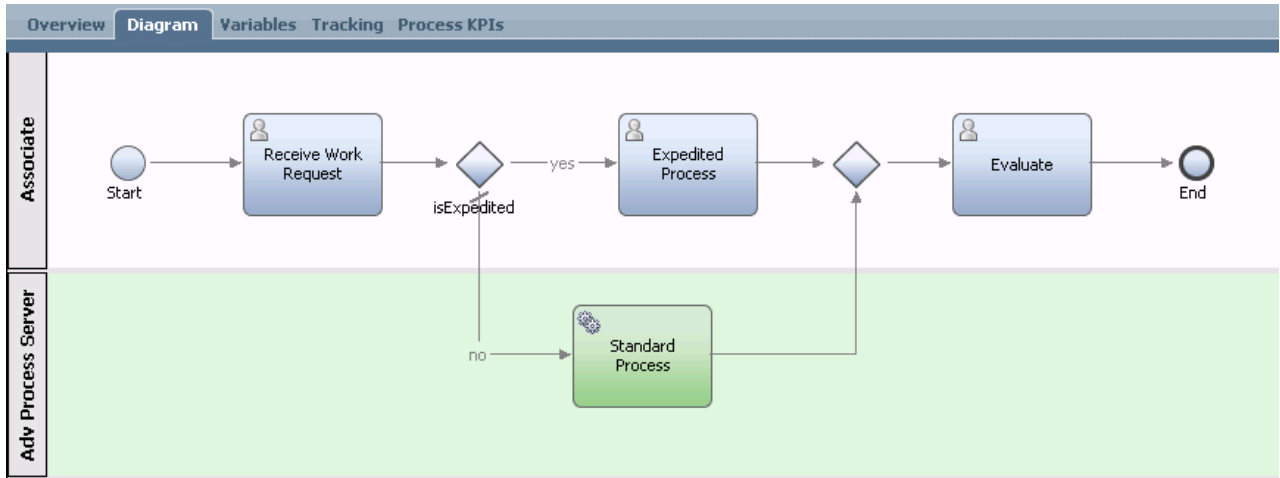 Overview Diagram Variables Tracking Process KPIs
Associate
Start
Receive Work
Request
isExpedited
yes
Expedited
Process
Evaluate
End
Adv Process Server
no
Standard
Process